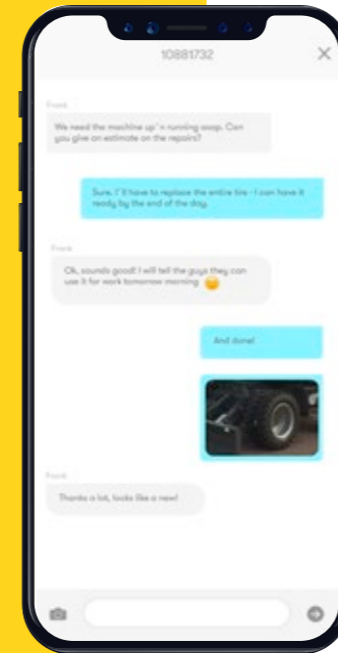 10881732
Frank
We need the machine up'n running asap. Can
you give an estimate on the repairs?
Sure. I'll have to replace the entire tire - I can have it
ready by the end of the day.
Frank
Ok, sounds good! I will tell the guys they can
use it for work tomorrow morning 😊
And done!
Frank
Thanks a lot, looks like a new!